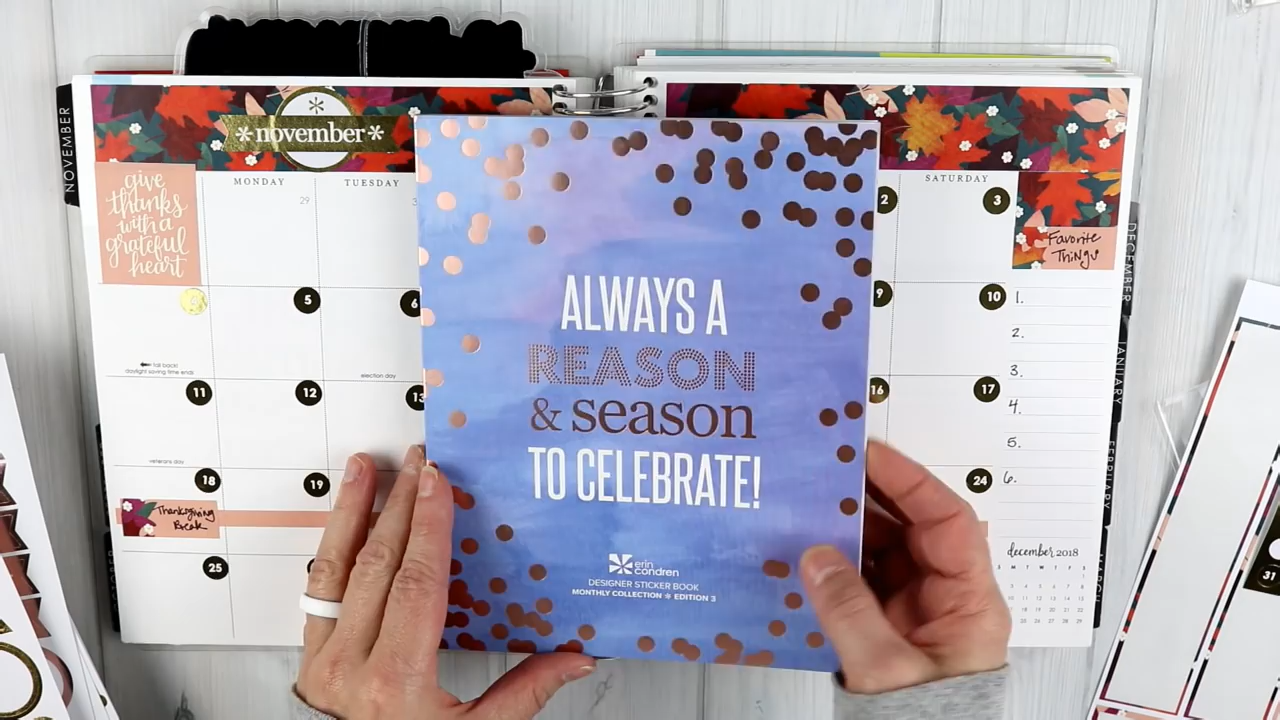 NOVEMBER
*november*
give
thanks
with a
grateful
heart
MONDAY
TUESDAY
SATURDAY
29
2
3
Favorite
Things
5
6
9
10
fall back!
daylight saving time ends
election day
11
12
13
16
17
veterans day
18
19
24
Thanksgiving
Break
25
1.
2.
3.
4.
5.
6.
december 2018
ALWAYS A
REASON
& season
TO CELEBRATE!
erin
condren
DESIGNER STICKER BOOK
MONTHLY COLLECTION * EDITION 3
DECEMBER
JANUARY
FEBRUARY
MARCH
31